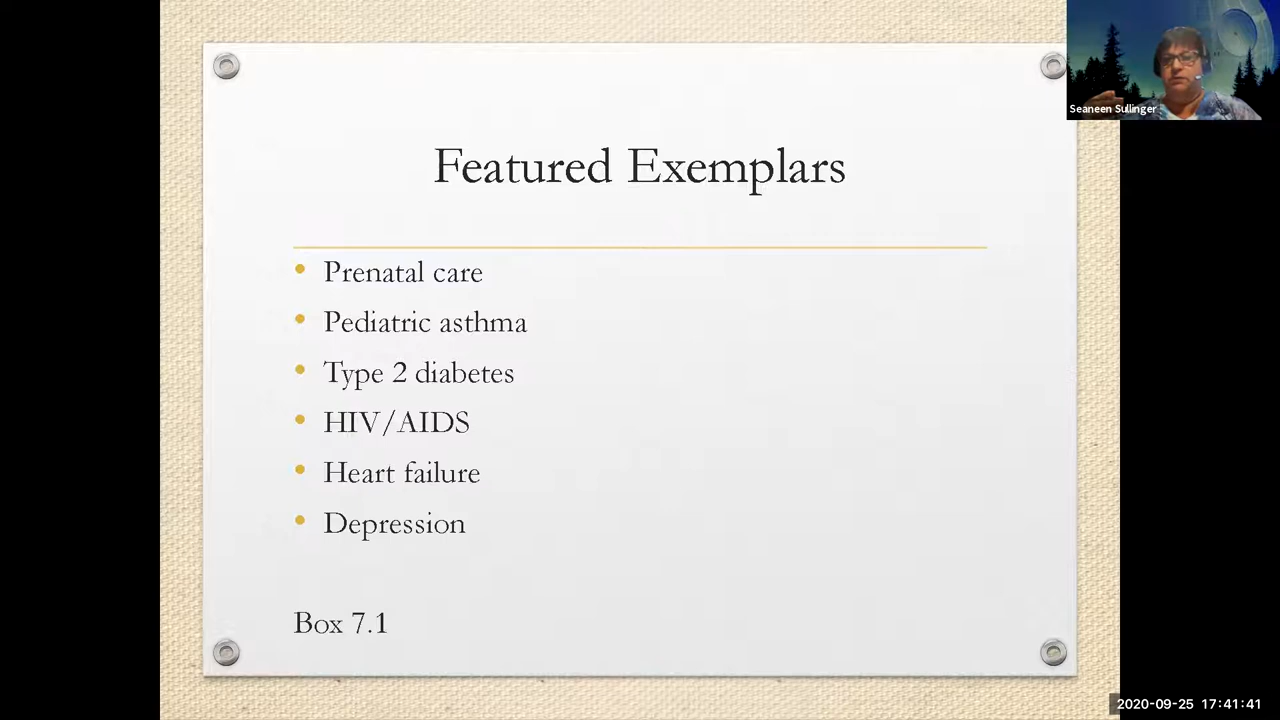 Seaneen Sullinger
Featured Exemplars
Prenatal care
Pediatric asthma
Type 2 diabetes
HIV/AIDS
Heart failure
Depression
Box 7.1
2020-09-25 17:41:41